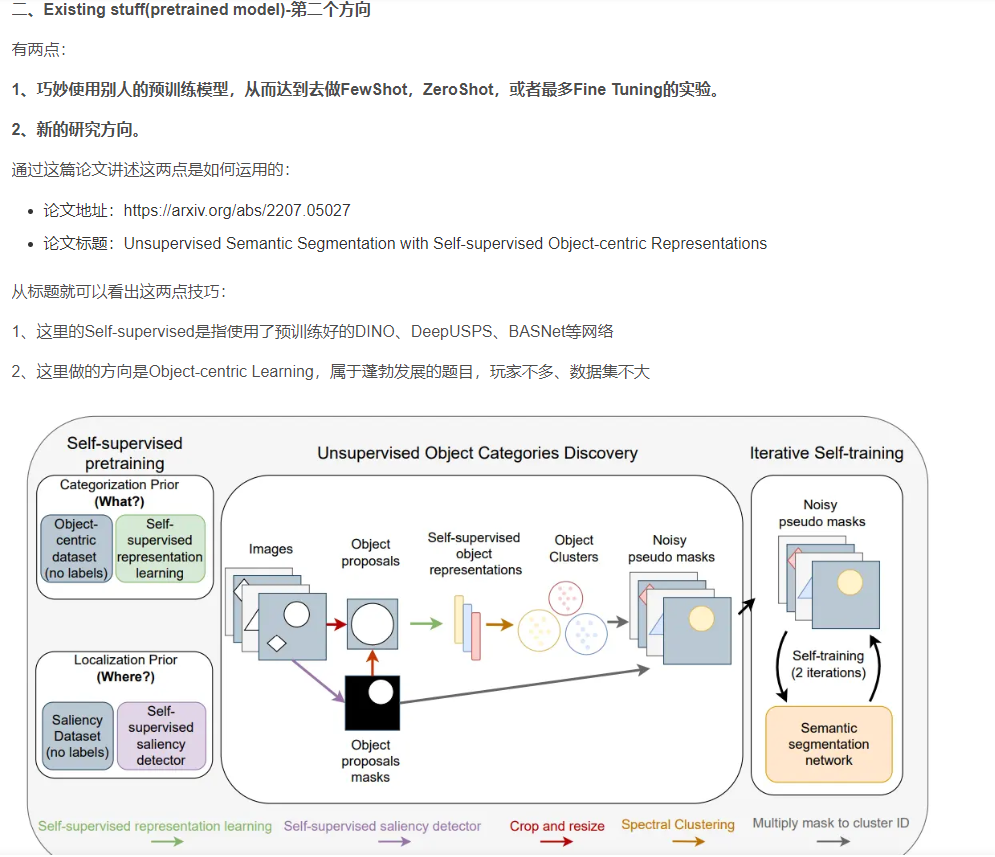 二、Existing stuff(pretrained model)-第二个方向
有两点：
1、巧妙使用别人的预训练模型，从而达到去做FewShot，ZeroShot，或者最多Fine Tuning的实验。
2、新的研究方向。
通过这篇论文讲述这两点是如何运用的：
• 论文地址：https://arxiv.org/abs/2207.05027
• 论文标题：Unsupervised Semantic Segmentation with Self-supervised Object-centric Representations
从标题就可以看出这两点技巧：
1、这里的Self-supervised是指使用了预训练好的DINO、DeepUSPS、BASNet等网络
2、这里做的方向是Object-centric Learning，属于蓬勃发展的题目，玩家不多、数据集不大
Self-supervised
pretraining
Categorization Prior
(What?)
Object-
centric
dataset
(no labels)
Self-
supervised
representation
learning
Localization Prior
(Where?)
Saliency
Dataset
(no labels)
Self-
supervised
saliency
detector
Unsupervised Object Categories Discovery
Images
Object
proposals
Self-supervised
object
representations
Object
Clusters
Noisy
pseudo masks
Object
proposals
masks
Iterative Self-training
Noisy
pseudo masks
Self-training
(2 iterations)
Semantic
segmentation
network
Self-supervised representation learning
Self-supervised saliency detector
Crop and resize
Spectral Clustering
Multiply mask to cluster ID